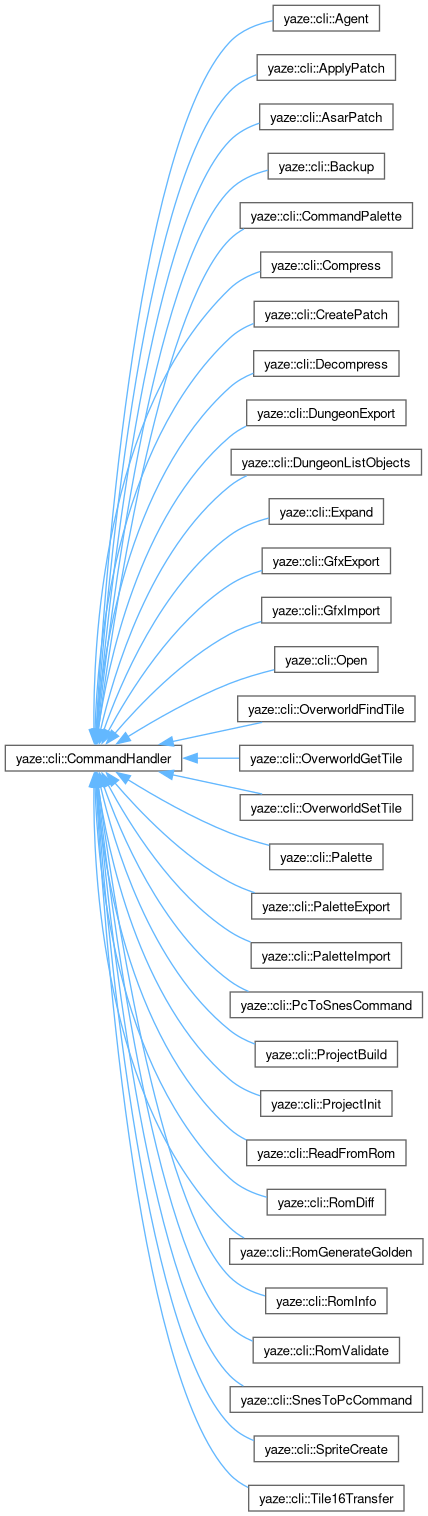 yaze::cli::Agent
yaze::cli::ApplyPatch
yaze::cli::AsarPatch
yaze::cli::Backup
yaze::cli::CommandPalette
yaze::cli::Compress
yaze::cli::CreatePatch
yaze::cli::Decompress
yaze::cli::DungeonExport
yaze::cli::DungeonListObjects
yaze::cli::Expand
yaze::cli::GfxExport
yaze::cli::GfxImport
yaze::cli::Open
yaze::cli::OverworldFindTile
yaze::cli::CommandHandler
yaze::cli::OverworldGetTile
yaze::cli::OverworldSetTile
yaze::cli::Palette
yaze::cli::PaletteExport
yaze::cli::PaletteImport
yaze::cli::PcToSnesCommand
yaze::cli::ProjectBuild
yaze::cli::ProjectInit
yaze::cli::ReadFromRom
yaze::cli::RomDiff
yaze::cli::RomGenerateGolden
yaze::cli::RomInfo
yaze::cli::RomValidate
yaze::cli::SnesToPcCommand
yaze::cli::SpriteCreate
yaze::cli::Tile16Transfer